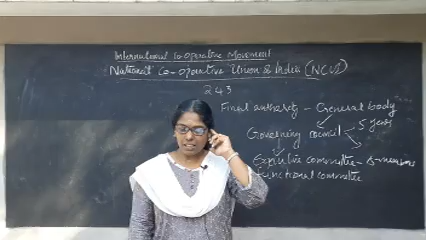 International Co-operative Movement
National Co-operative Union of India (NCUI)
243
Final authority - General body
Governing council 5 years
Executive committee - 8-members
Functional committee